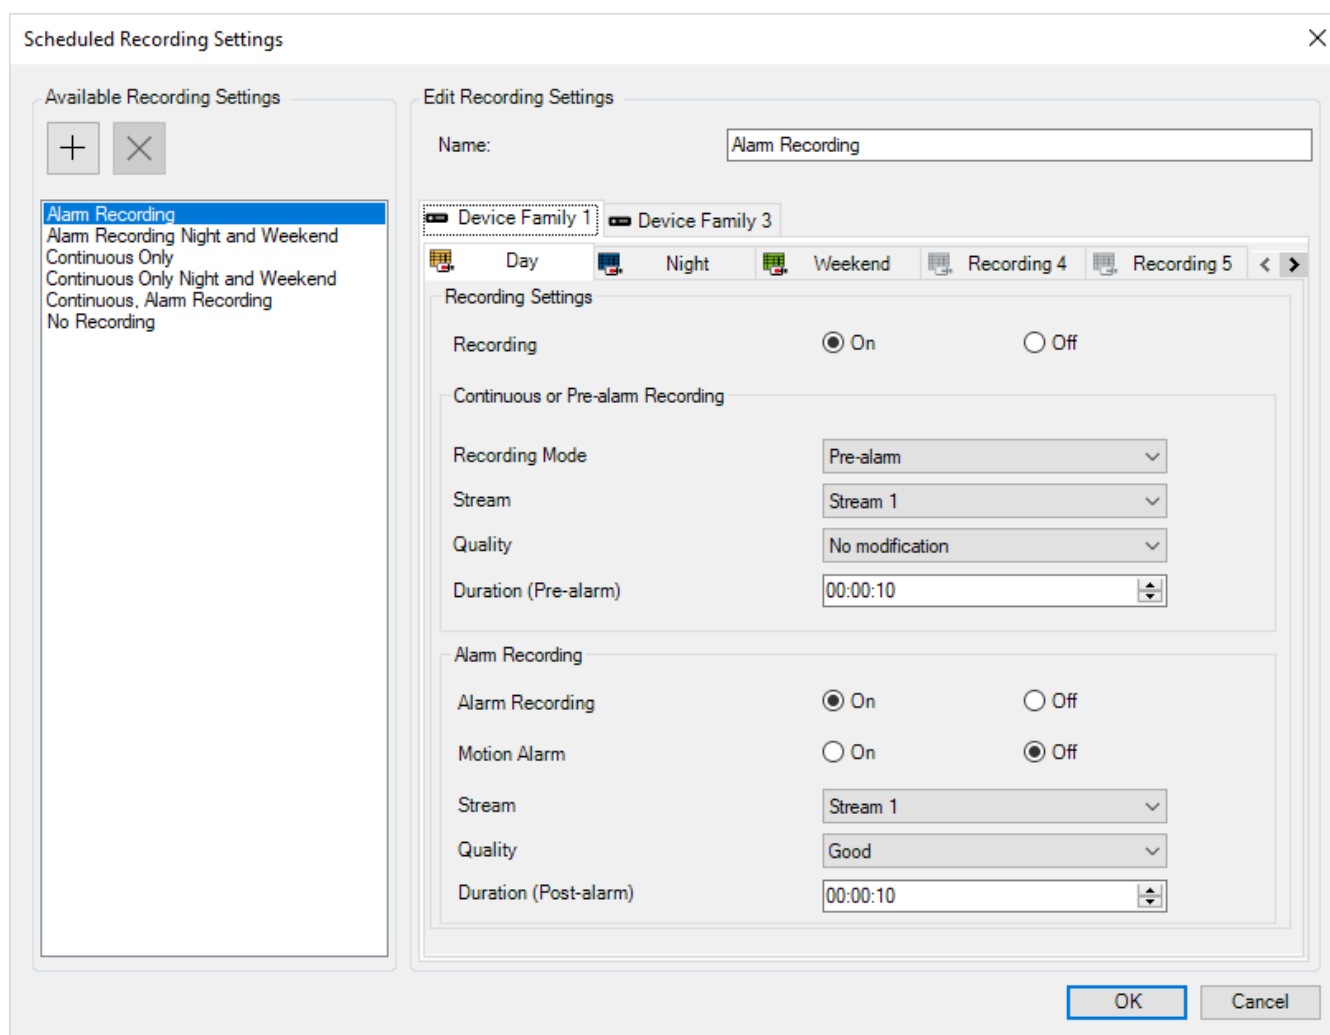 Scheduled Recording Settings
Available Recording Settings
Alarm Recording
Alarm Recording Night and Weekend
Continuous Only
Continuous Only Night and Weekend
Continuous, Alarm Recording
No Recording
Edit Recording Settings
Name: Alarm Recording
Device Family 1 Device Family 3
Day Night Weekend Recording 4 Recording 5
Recording Settings
Recording On Off
Continuous or Pre-alarm Recording
Recording Mode Pre-alarm
Stream Stream 1
Quality No modification
Duration (Pre-alarm) 00:00:10
Alarm Recording
Alarm Recording On Off
Motion Alarm On Off
Stream Stream 1
Quality Good
Duration (Post-alarm) 00:00:10
OK Cancel